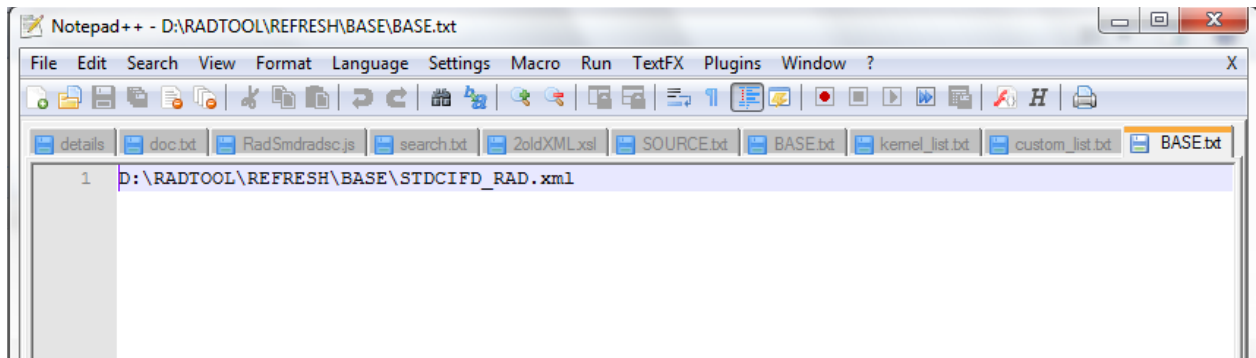 Notepad++ - D:\RADTOOL\REFRESH\BASE\BASE.txt
File Edit Search View Format Language Settings Macro Run TextFX Plugins Window ? X
details doc.txt RadSmdradsc.js search.txt 2oldXML.xsl SOURCE.txt BASE.txt kernel_list.txt custom_list.txt BASE.txt
1 D:\RADTOOL\REFRESH\BASE\STDCIFD_RAD.xml